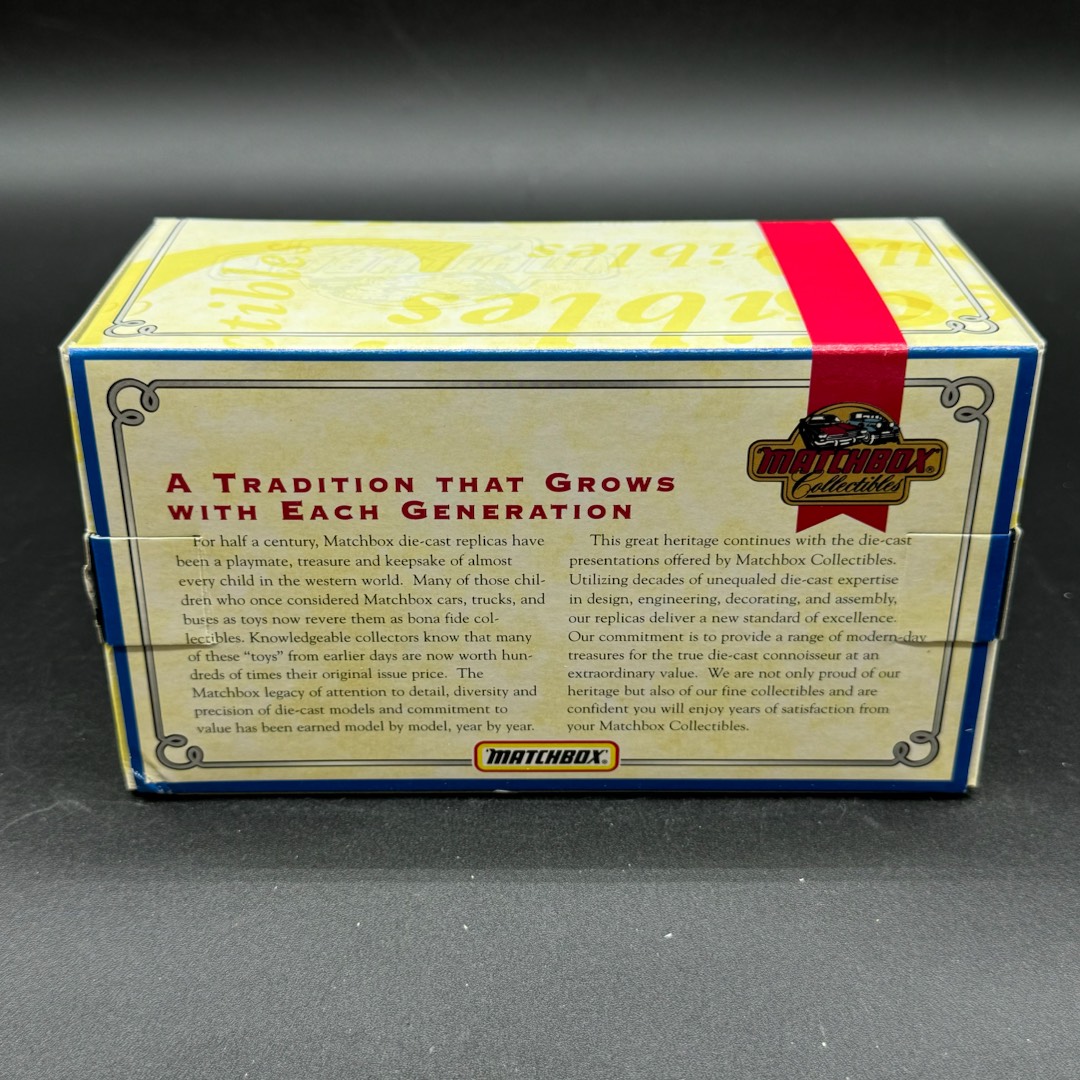 tibles
ibles
Collectibles
MATCHBOX®
Collectibles
A TRADITION THAT GROWS
WITH EACH GENERATION
For half a century, Matchbox die-cast replicas have
been a playmate, treasure and keepsake of almost
every child in the western world. Many of those chil-
dren who once considered Matchbox cars, trucks, and
buses as toys now revere them as bona fide col-
lectibles. Knowledgeable collectors know that many
of these “toys” from earlier days are now worth hun-
dreds of times their original issue price. The
Matchbox legacy of attention to detail, diversity and
precision of die-cast models and commitment to
value has been earned model by model, year by year.
This great heritage continues with the die-cast
presentations offered by Matchbox Collectibles.
Utilizing decades of unequaled die-cast expertise
in design, engineering, decorating, and assembly,
our replicas deliver a new standard of excellence.
Our commitment is to provide a range of modern-day
treasures for the true die-cast connoisseur at an
extraordinary value. We are not only proud of our
heritage but also of our fine collectibles and are
confident you will enjoy years of satisfaction from
your Matchbox Collectibles.
MATCHBOX®